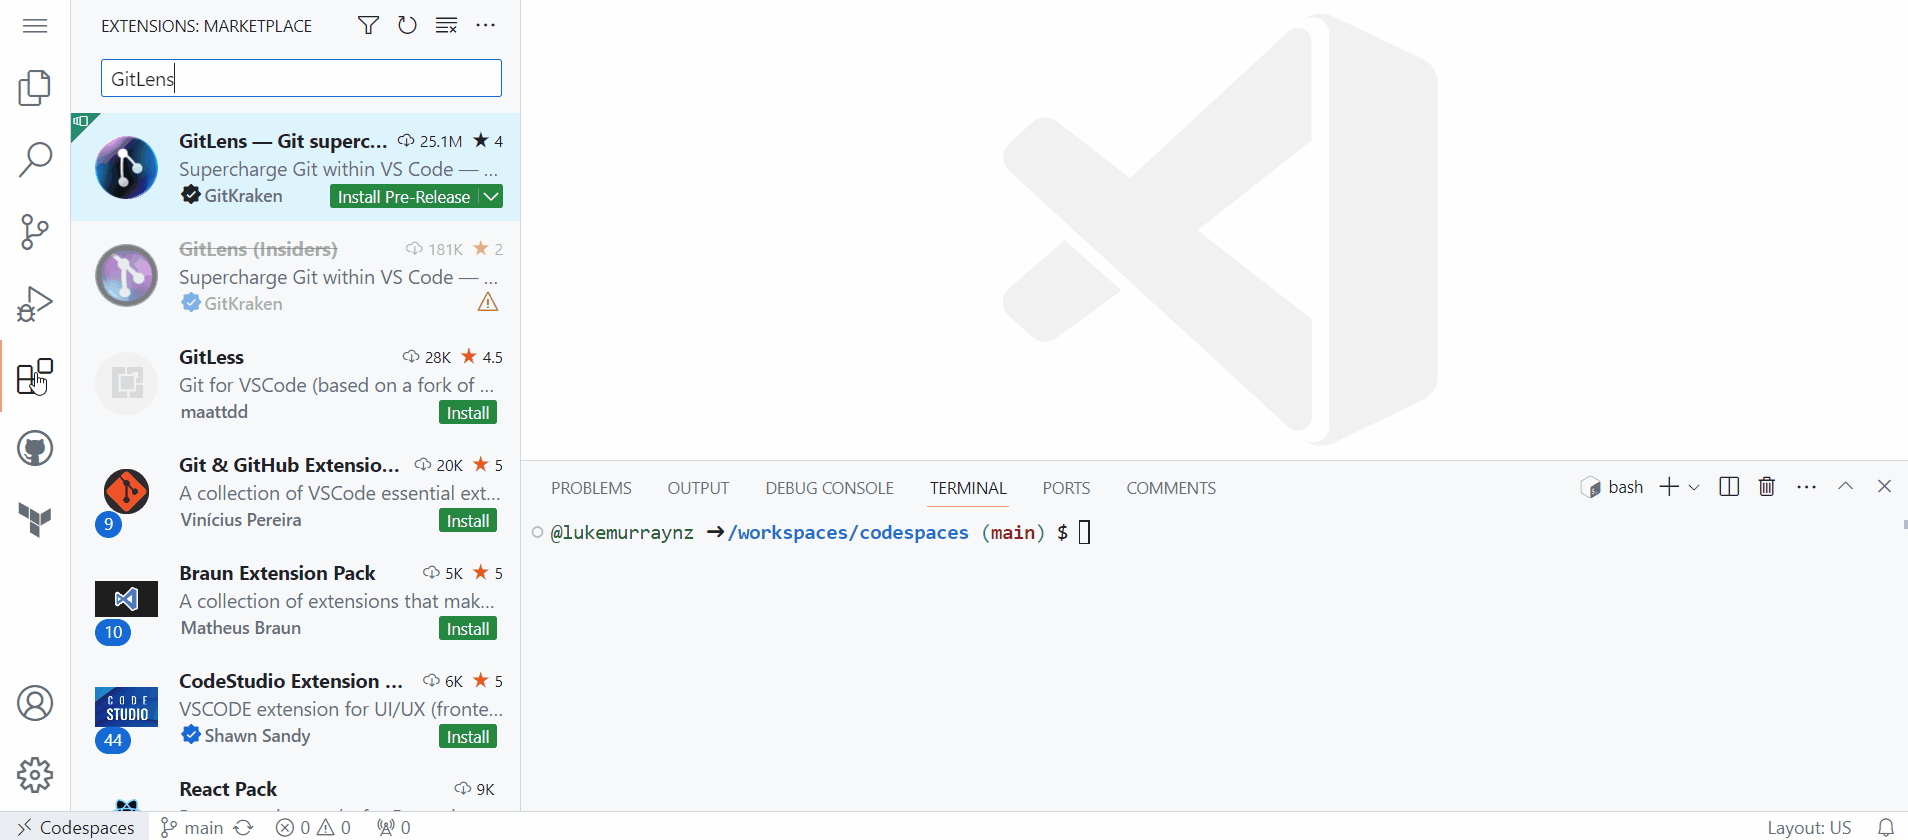 EXTENSIONS: MARKETPLACE
GitLens
GitLens — Git superc... 25.1M 4
Supercharge Git within VS Code — ...
GitKraken Install Pre-Release
GitLens (Insiders) 181K 2
Supercharge Git within VS Code — ...
GitKraken
GitLess 28K 4.5
Git for VSCode (based on a fork of ...
maattdd Install
Git & GitHub Extensio... 20K 5
A collection of VSCode essential ext...
9 Vinícius Pereira Install
Braun Extension Pack 5K 5
A collection of extensions that mak...
10 Matheus Braun Install
CodeStudio Extension ... 6K 5
CODE
STUDIO
VSCODE extension for UI/UX (fronte...
44 Shawn Sandy Install
React Pack 9K
PROBLEMS OUTPUT DEBUG CONSOLE TERMINAL PORTS COMMENTS bash
@lukemurraynz ➜/workspaces/codespaces (main) $
Codespaces main 0 0 0 Layout: US